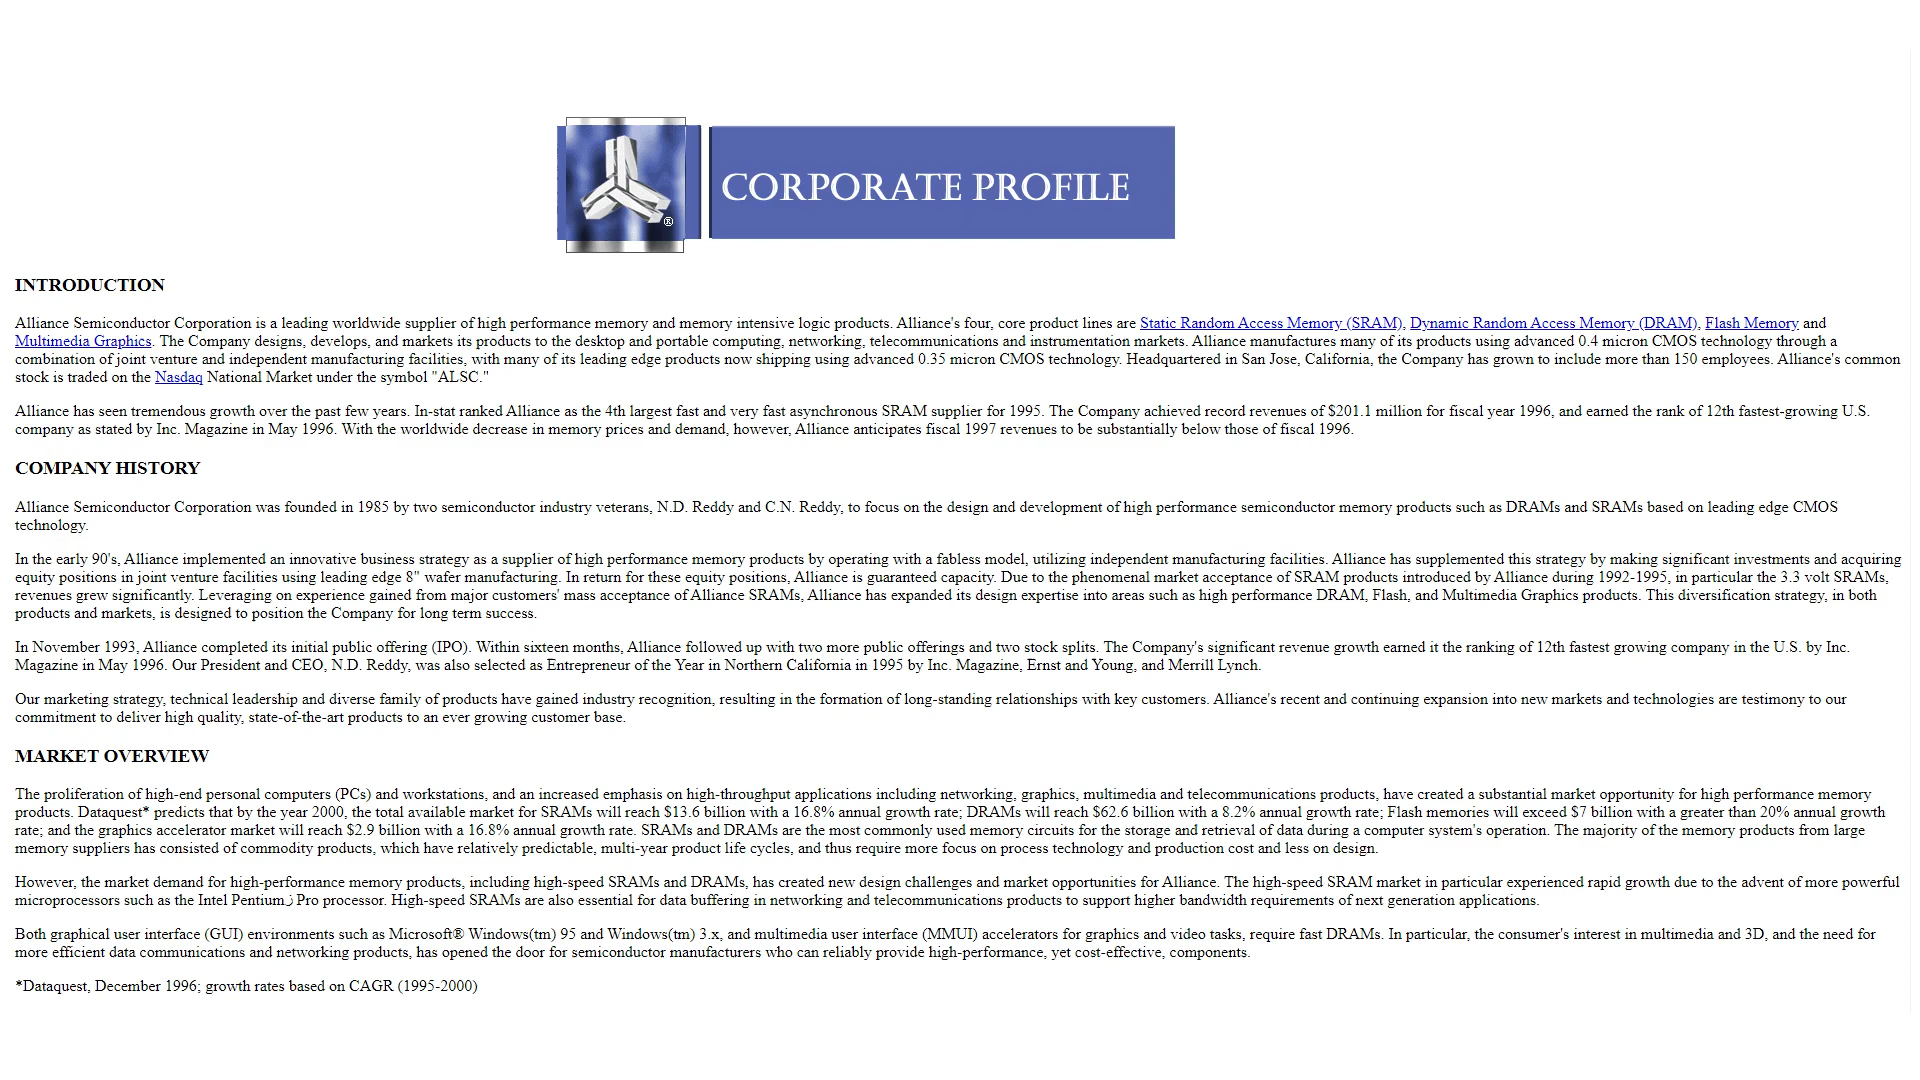 ®
CORPORATE PROFILE
INTRODUCTION
Alliance Semiconductor Corporation is a leading worldwide supplier of high performance memory and memory intensive logic products. Alliance's four, core product lines are Static Random Access Memory (SRAM), Dynamic Random Access Memory (DRAM), Flash Memory and
Multimedia Graphics. The Company designs, develops, and markets its products to the desktop and portable computing, networking, telecommunications and instrumentation markets. Alliance manufactures many of its products using advanced 0.4 micron CMOS technology through a
combination of joint venture and independent manufacturing facilities, with many of its leading edge products now shipping using advanced 0.35 micron CMOS technology. Headquartered in San Jose, California, the Company has grown to include more than 150 employees. Alliance's common
stock is traded on the Nasdaq National Market under the symbol "ALSC."
Alliance has seen tremendous growth over the past few years. In-stat ranked Alliance as the 4th largest fast and very fast asynchronous SRAM supplier for 1995. The Company achieved record revenues of $201.1 million for fiscal year 1996, and earned the rank of 12th fastest-growing U.S.
company as stated by Inc. Magazine in May 1996. With the worldwide decrease in memory prices and demand, however, Alliance anticipates fiscal 1997 revenues to be substantially below those of fiscal 1996.
COMPANY HISTORY
Alliance Semiconductor Corporation was founded in 1985 by two semiconductor industry veterans, N.D. Reddy and C.N. Reddy, to focus on the design and development of high performance semiconductor memory products such as DRAMs and SRAMs based on leading edge CMOS
technology.
In the early 90's, Alliance implemented an innovative business strategy as a supplier of high performance memory products by operating with a fabless model, utilizing independent manufacturing facilities. Alliance has supplemented this strategy by making significant investments and acquiring
equity positions in joint venture facilities using leading edge 8" wafer manufacturing. In return for these equity positions, Alliance is guaranteed capacity. Due to the phenomenal market acceptance of SRAM products introduced by Alliance during 1992-1995, in particular the 3.3 volt SRAMs,
revenues grew significantly. Leveraging on experience gained from major customers' mass acceptance of Alliance SRAMs, Alliance has expanded its design expertise into areas such as high performance DRAM, Flash, and Multimedia Graphics products. This diversification strategy, in both
products and markets, is designed to position the Company for long term success.
In November 1993, Alliance completed its initial public offering (IPO). Within sixteen months, Alliance followed up with two more public offerings and two stock splits. The Company's significant revenue growth earned it the ranking of 12th fastest growing company in the U.S. by Inc.
Magazine in May 1996. Our President and CEO, N.D. Reddy, was also selected as Entrepreneur of the Year in Northern California in 1995 by Inc. Magazine, Ernst and Young, and Merrill Lynch.
Our marketing strategy, technical leadership and diverse family of products have gained industry recognition, resulting in the formation of long-standing relationships with key customers. Alliance's recent and continuing expansion into new markets and technologies are testimony to our
commitment to deliver high quality, state-of-the-art products to an ever growing customer base.
MARKET OVERVIEW
The proliferation of high-end personal computers (PCs) and workstations, and an increased emphasis on high-throughput applications including networking, graphics, multimedia and telecommunications products, have created a substantial market opportunity for high performance memory
products. Dataquest* predicts that by the year 2000, the total available market for SRAMs will reach $13.6 billion with a 16.8% annual growth rate; DRAMs will reach $62.6 billion with a 8.2% annual growth rate; Flash memories will exceed $7 billion with a greater than 20% annual growth
rate; and the graphics accelerator market will reach $2.9 billion with a 16.8% annual growth rate. SRAMs and DRAMs are the most commonly used memory circuits for the storage and retrieval of data during a computer system's operation. The majority of the memory products from large
memory suppliers has consisted of commodity products, which have relatively predictable, multi-year product life cycles, and thus require more focus on process technology and production cost and less on design.
However, the market demand for high-performance memory products, including high-speed SRAMs and DRAMs, has created new design challenges and market opportunities for Alliance. The high-speed SRAM market in particular experienced rapid growth due to the advent of more powerful
microprocessors such as the Intel Pentiumز Pro processor. High-speed SRAMs are also essential for data buffering in networking and telecommunications products to support higher bandwidth requirements of next generation applications.
Both graphical user interface (GUI) environments such as Microsoft® Windows(tm) 95 and Windows(tm) 3.x, and multimedia user interface (MMUI) accelerators for graphics and video tasks, require fast DRAMs. In particular, the consumer's interest in multimedia and 3D, and the need for
more efficient data communications and networking products, has opened the door for semiconductor manufacturers who can reliably provide high-performance, yet cost-effective, components.
*Dataquest, December 1996; growth rates based on CAGR (1995-2000)